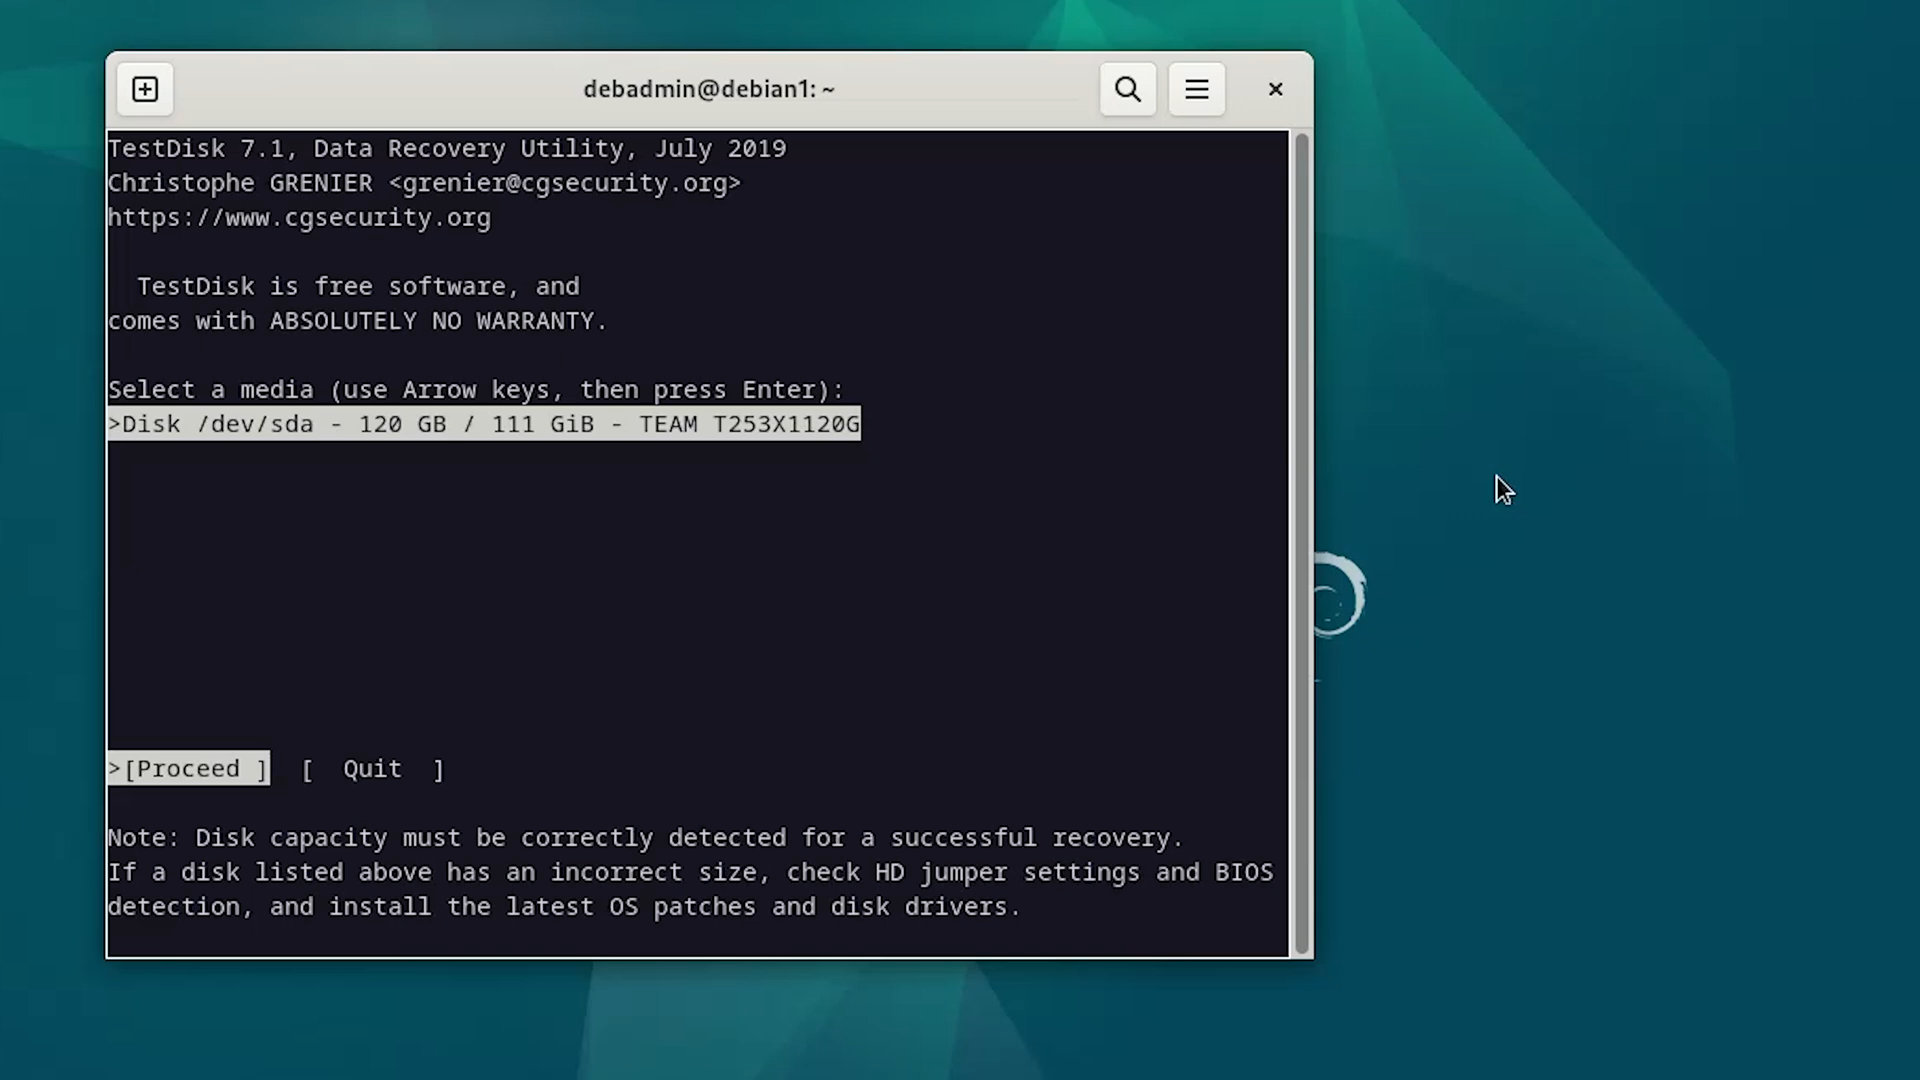 debadmin@debian1: ~
TestDisk 7.1, Data Recovery Utility, July 2019
Christophe GRENIER <grenier@cgsecurity.org>
https://www.cgsecurity.org
TestDisk is free software, and
comes with ABSOLUTELY NO WARRANTY.
Select a media (use Arrow keys, then press Enter):
>Disk /dev/sda - 120 GB / 111 GiB - TEAM T253X1120G
>[Proceed ]  [  Quit  ]
Note: Disk capacity must be correctly detected for a successful recovery.
If a disk listed above has an incorrect size, check HD jumper settings and BIOS
detection, and install the latest OS patches and disk drivers.